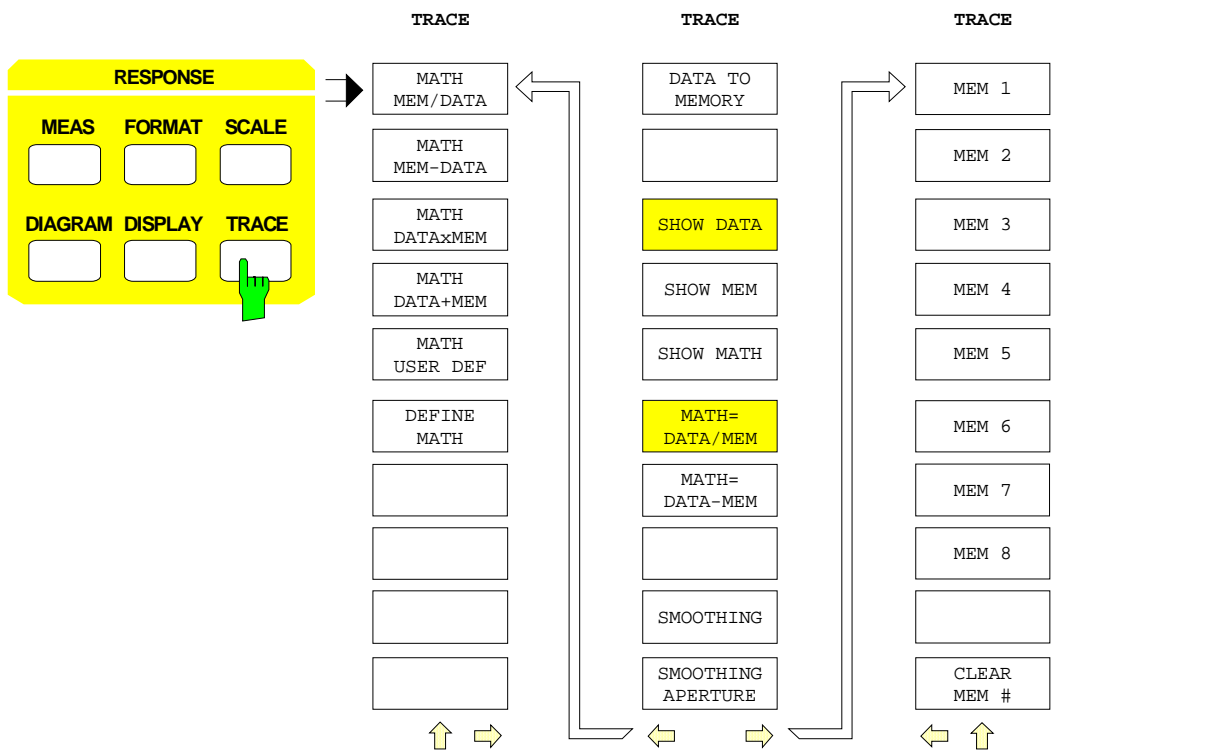 TRACE
TRACE
TRACE
RESPONSE
MEAS FORMAT SCALE
DIAGRAM DISPLAY TRACE
MATH
MEM/DATA
MATH
MEM-DATA
MATH
DATAxMEM
MATH
DATA+MEM
MATH
USER DEF
DEFINE
MATH
DATA TO
MEMORY
SHOW DATA
SHOW MEM
SHOW MATH
MATH=
DATA/MEM
MATH=
DATA-MEM
SMOOTHING
SMOOTHING
APERTURE
MEM 1
MEM 2
MEM 3
MEM 4
MEM 5
MEM 6
MEM 7
MEM 8
CLEAR
MEM #